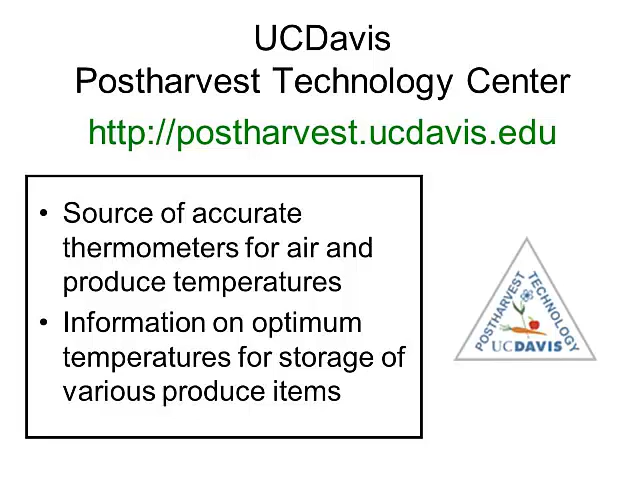 UCDavis
Postharvest Technology Center
http://postharvest.ucdavis.edu
• Source of accurate
thermometers for air and
produce temperatures
• Information on optimum
temperatures for storage of
various produce items
POSTHARVEST
TECHNOLOGY
UCDAVIS